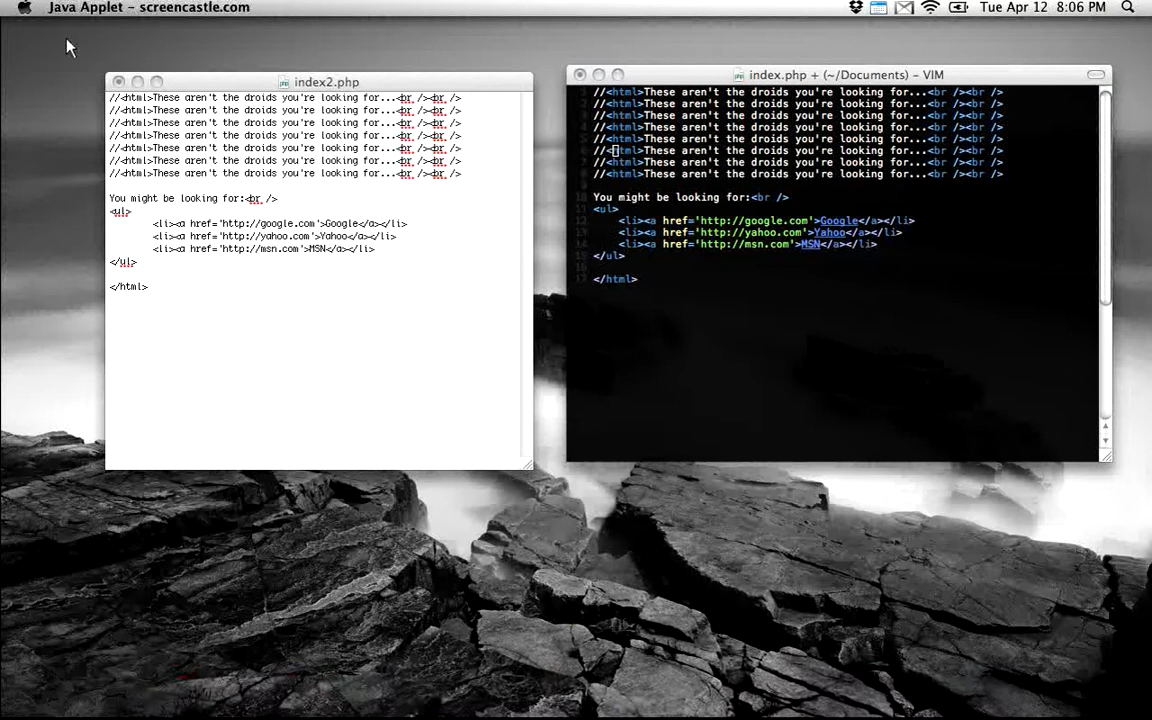 Java Applet – screencastle.com
Tue Apr 12 8:06 PM
index2.php
//<html>These aren't the droids you're looking for...<br /><br />
//<html>These aren't the droids you're looking for...<br /><br />
//<html>These aren't the droids you're looking for...<br /><br />
//<html>These aren't the droids you're looking for...<br /><br />
//<html>These aren't the droids you're looking for...<br /><br />
//<html>These aren't the droids you're looking for...<br /><br />
//<html>These aren't the droids you're looking for...<br /><br />
You might be looking for:<br />
<ul>
<li><a href='http://google.com'>Google</a></li>
<li><a href='http://yahoo.com'>Yahoo</a></li>
<li><a href='http://msn.com'>MSN</a></li>
</ul>
</html>
index.php + (~/Documents) – VIM
//<html>These aren't the droids you're looking for...<br /><br />
//<html>These aren't the droids you're looking for...<br /><br />
//<html>These aren't the droids you're looking for...<br /><br />
//<html>These aren't the droids you're looking for...<br /><br />
//<html>These aren't the droids you're looking for...<br /><br />
//<html>These aren't the droids you're looking for...<br /><br />
//<html>These aren't the droids you're looking for...<br /><br />
//<html>These aren't the droids you're looking for...<br /><br />
You might be looking for:<br />
<ul>
<li><a href='http://google.com'>Google</a></li>
<li><a href='http://yahoo.com'>Yahoo</a></li>
<li><a href='http://msn.com'>MSN</a></li>
</ul>
</html>